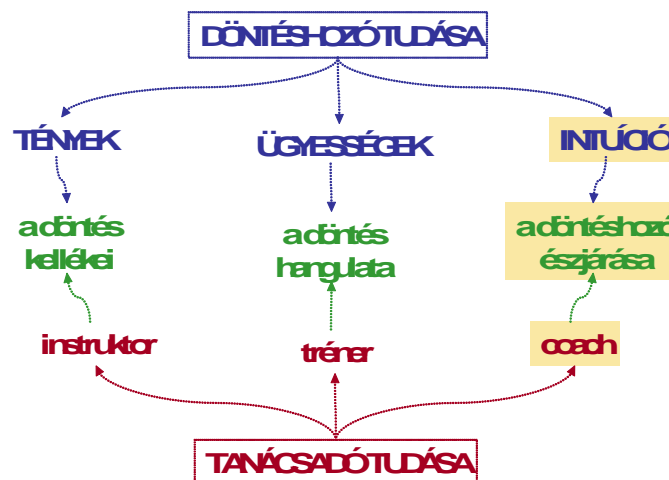 DÖNTÉSHOZÓ TUDÁSA
TÉNYEK
ÜGYESSÉGEK
INTUÍCIÓ
a döntés
kellékei
a döntés
hangulata
a döntéshozó
észjárása
instruktor
tréner
coach
TANÁCSADÓ TUDÁSA